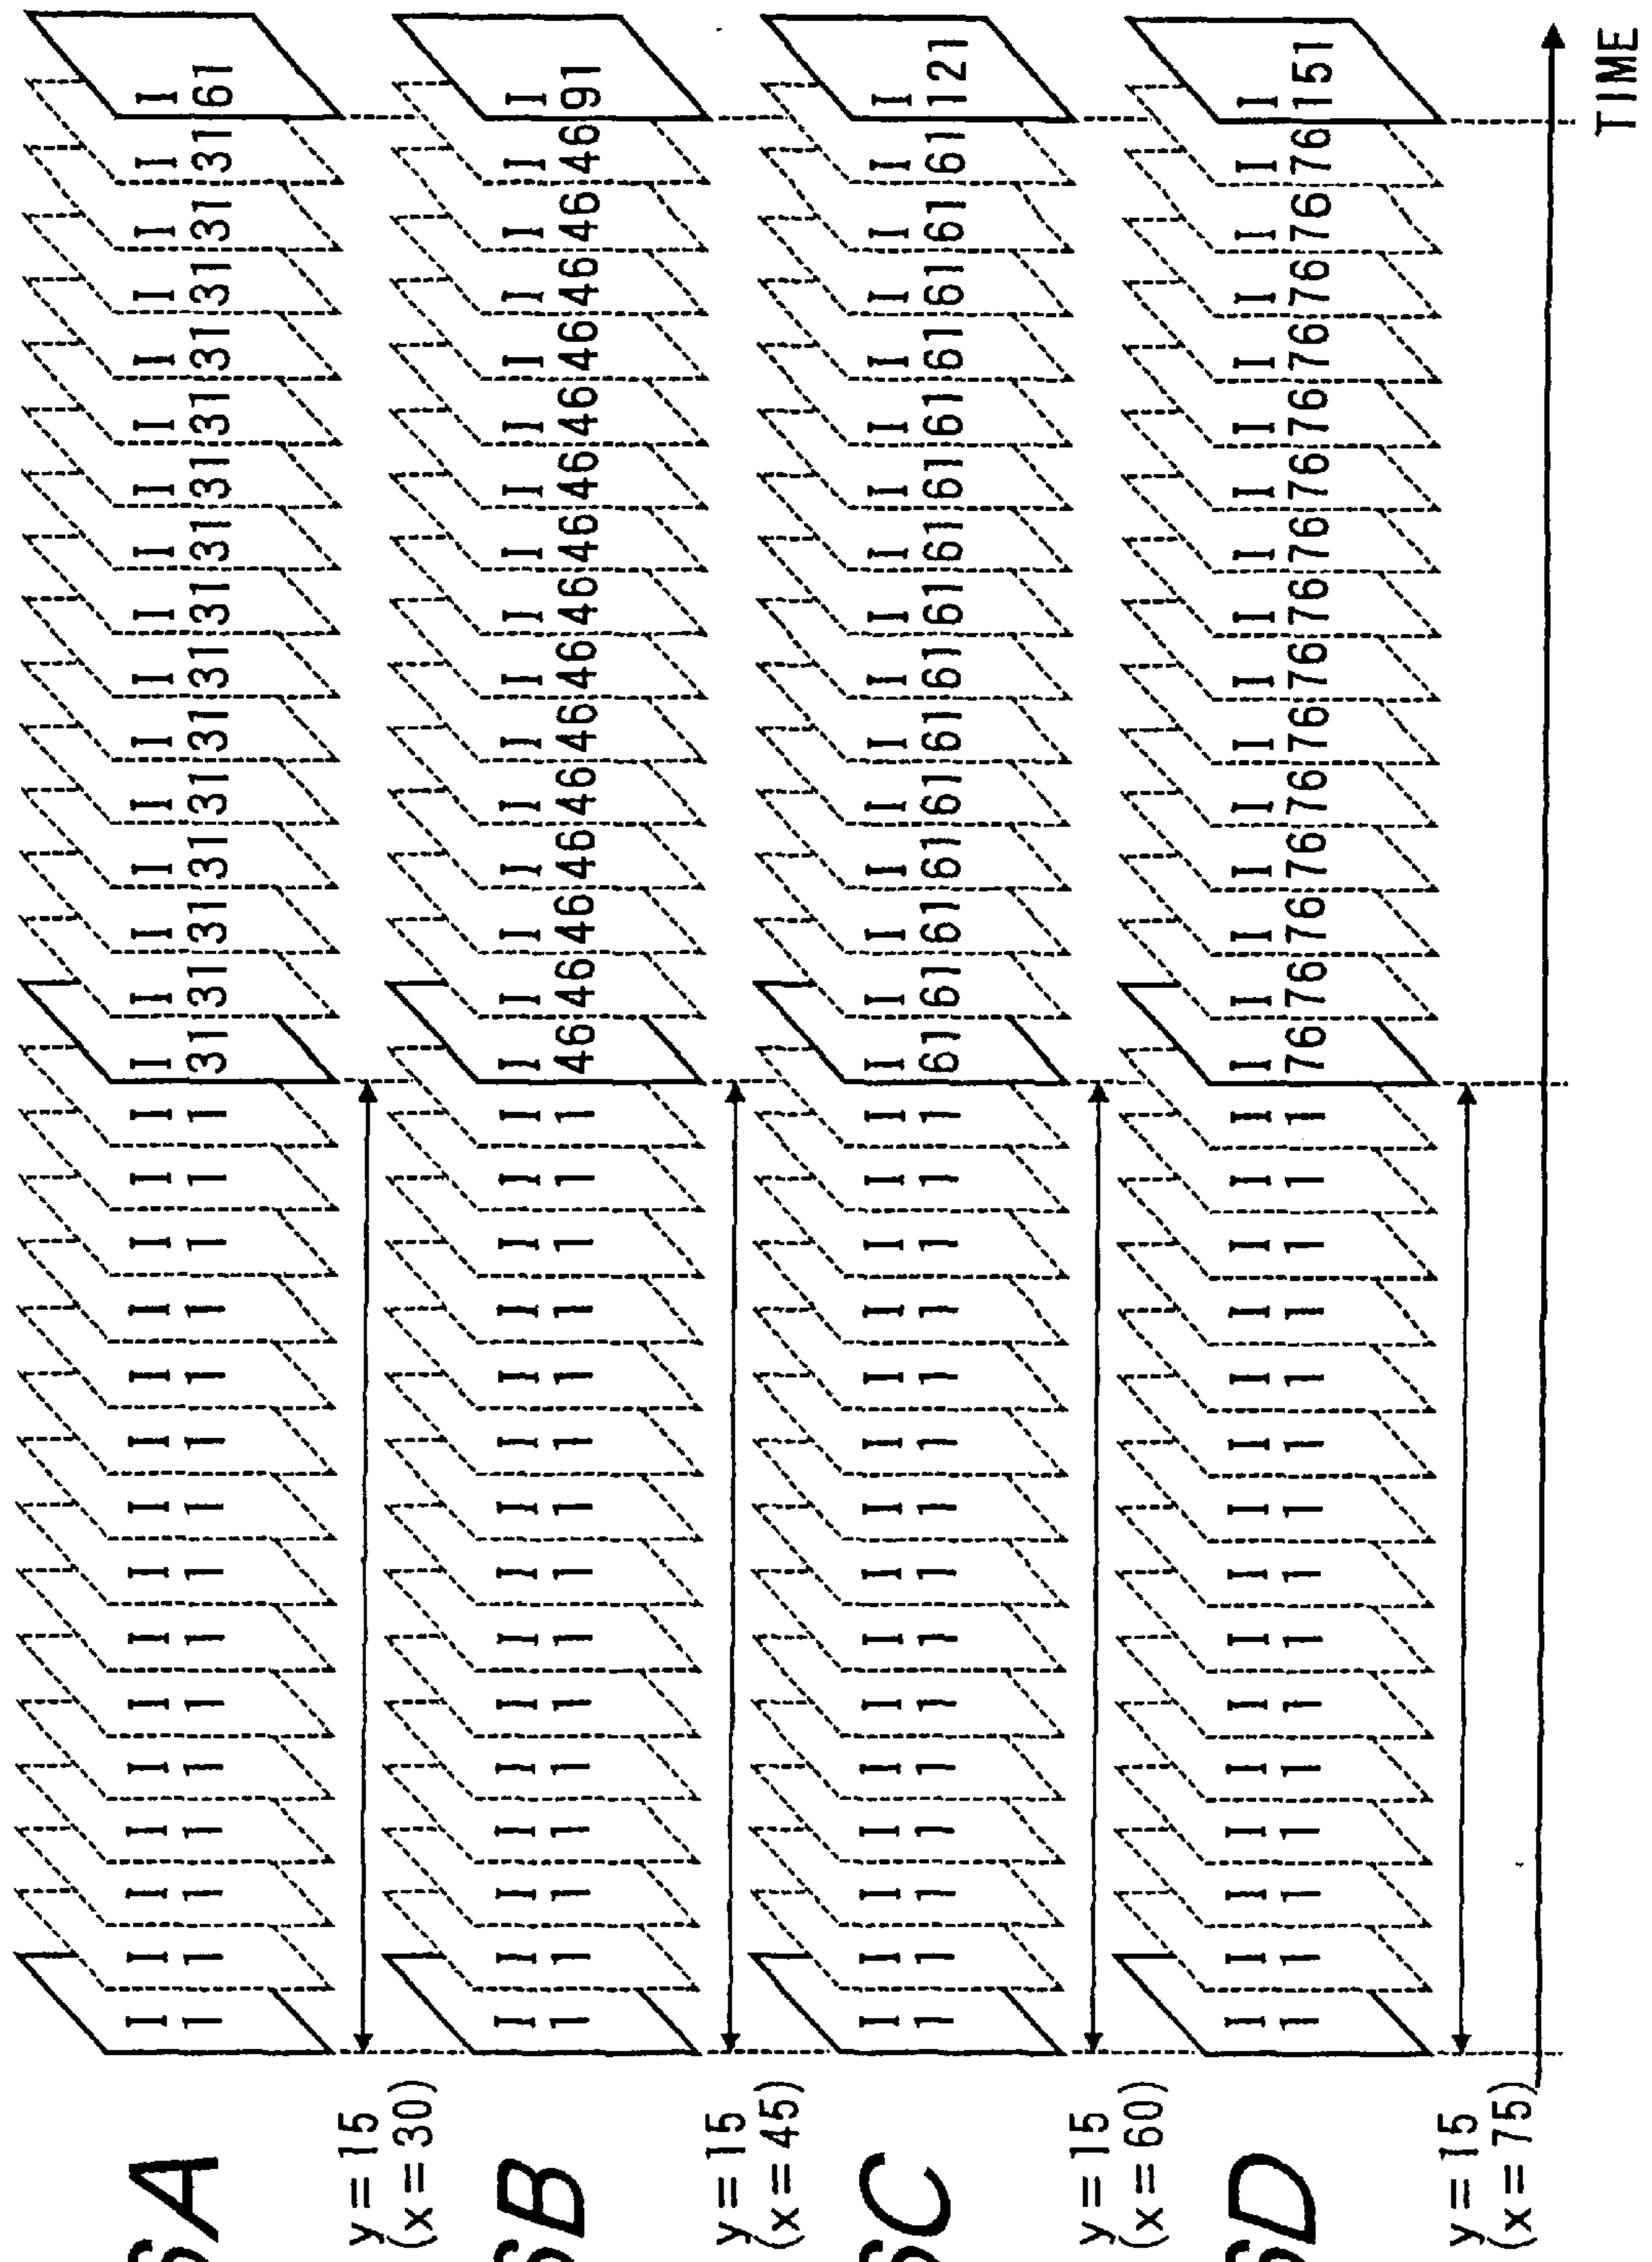 6A
I I I I I I I I I I I I I I I I I I I I I I I I I I I I I I I
1 1 1 1 1 1 1 1 1 1 1 1 1 1 1 31 31 31 31 31 31 31 31 31 31 31 31 31 31 31 61
y=15
(x=30)
6B
I I I I I I I I I I I I I I I I I I I I I I I I I I I I I I I
1 1 1 1 1 1 1 1 1 1 1 1 1 1 1 46 46 46 46 46 46 46 46 46 46 46 46 46 46 46 91
y=15
(x=45)
6C
I I I I I I I I I I I I I I I I I I I I I I I I I I I I I I I
1 1 1 1 1 1 1 1 1 1 1 1 1 1 1 61 61 61 61 61 61 61 61 61 61 61 61 61 61 61 121
y=15
(x=60)
6D
I I I I I I I I I I I I I I I I I I I I I I I I I I I I I I I
1 1 1 1 1 1 1 1 1 1 1 1 1 1 1 76 76 76 76 76 76 76 76 76 76 76 76 76 76 76 151
y=15
(x=75)
TIME